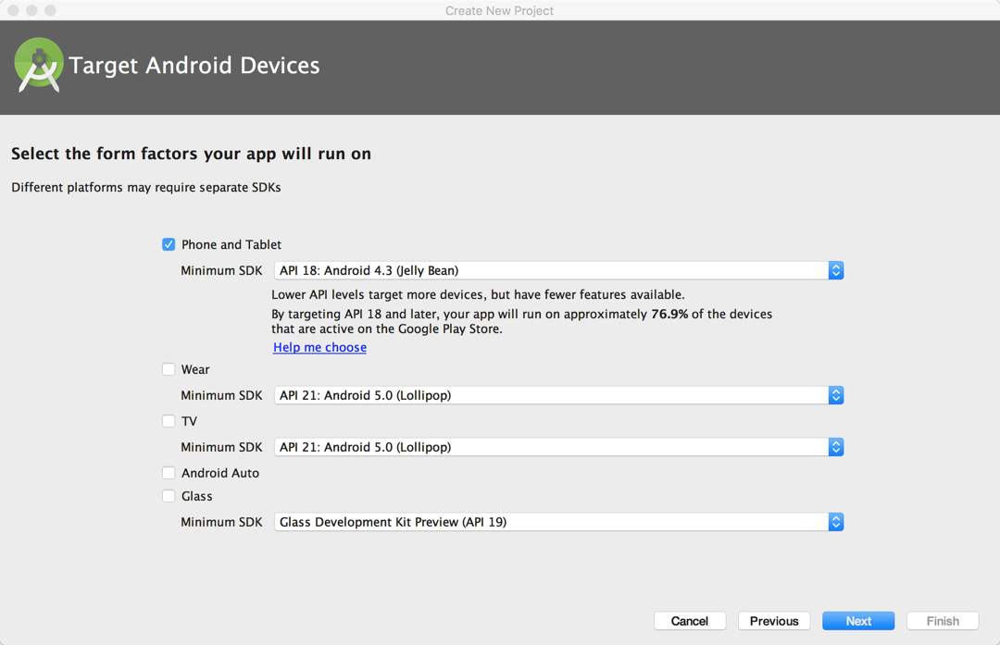 Create New Project
Target Android Devices
Select the form factors your app will run on
Different platforms may require separate SDKs
Phone and Tablet
Minimum SDK API 18: Android 4.3 (Jelly Bean)
Lower API levels target more devices, but have fewer features available.
By targeting API 18 and later, your app will run on approximately 76.9% of the devices
that are active on the Google Play Store.
Help me choose
Wear
Minimum SDK API 21: Android 5.0 (Lollipop)
TV
Minimum SDK API 21: Android 5.0 (Lollipop)
Android Auto
Glass
Minimum SDK Glass Development Kit Preview (API 19)
Cancel Previous Next Finish